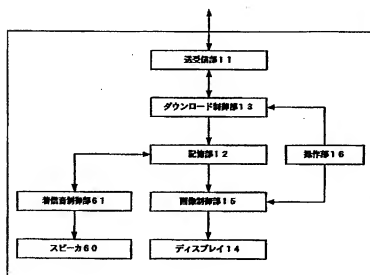 送受信部11
ダウンロード制御部13
記憶部12
操作部16
着信音制御部61
画像制御部15
スピーカ60
ディスプレイ14